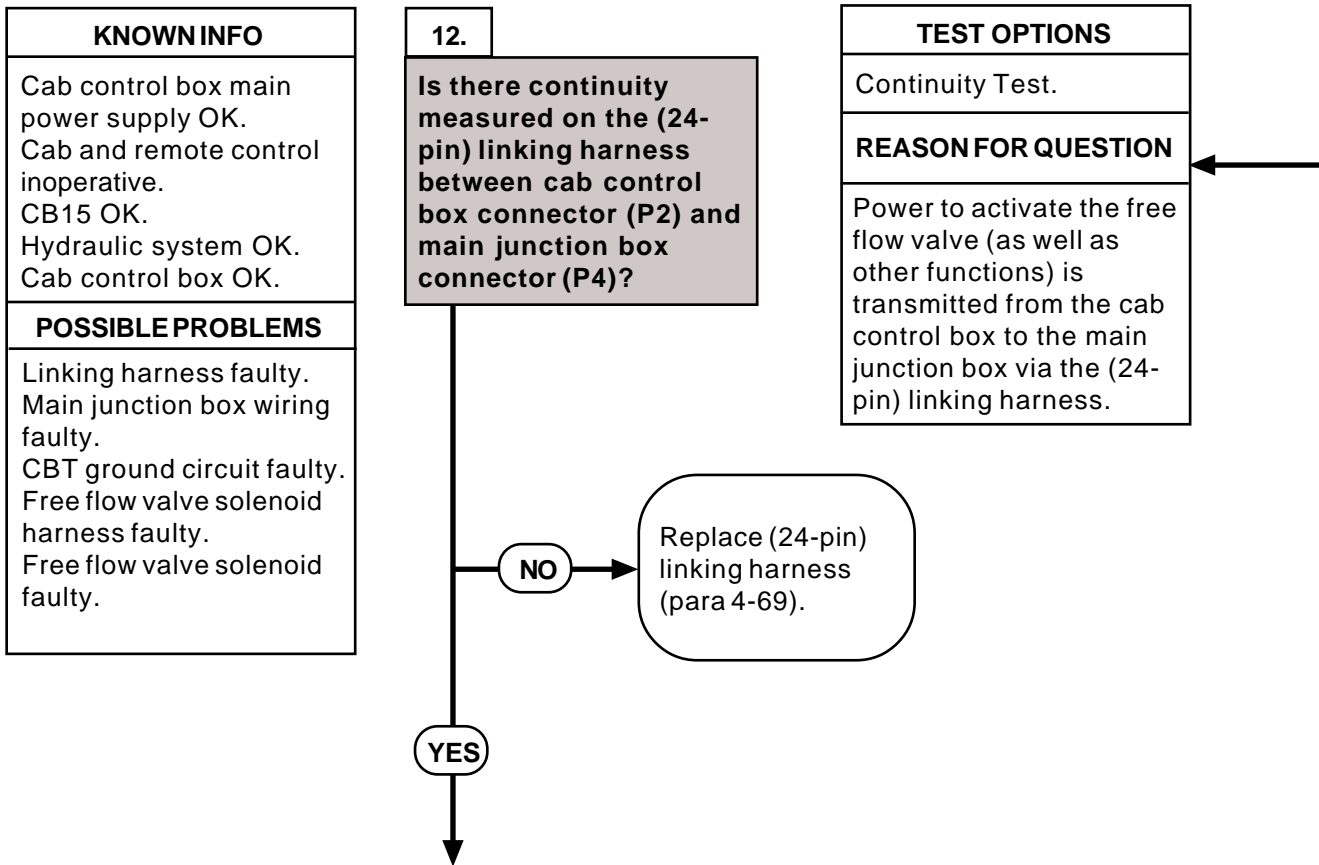 KNOWN INFO
Cab control box main
power supply OK.
Cab and remote control
inoperative.
CB15 OK.
Hydraulic system OK.
Cab control box OK.
POSSIBLE PROBLEMS
Linking harness faulty.
Main junction box wiring
faulty.
CBT ground circuit faulty.
Free flow valve solenoid
harness faulty.
Free flow valve solenoid
faulty.
12.
Is there continuity
measured on the (24-
pin) linking harness
between cab control
box connector (P2) and
main junction box
connector (P4)?
TEST OPTIONS
Continuity Test.
REASON FOR QUESTION
Power to activate the free
flow valve (as well as
other functions) is
transmitted from the cab
control box to the main
junction box via the (24-
pin) linking harness.
NO
Replace (24-pin)
linking harness
(para 4-69).
YES